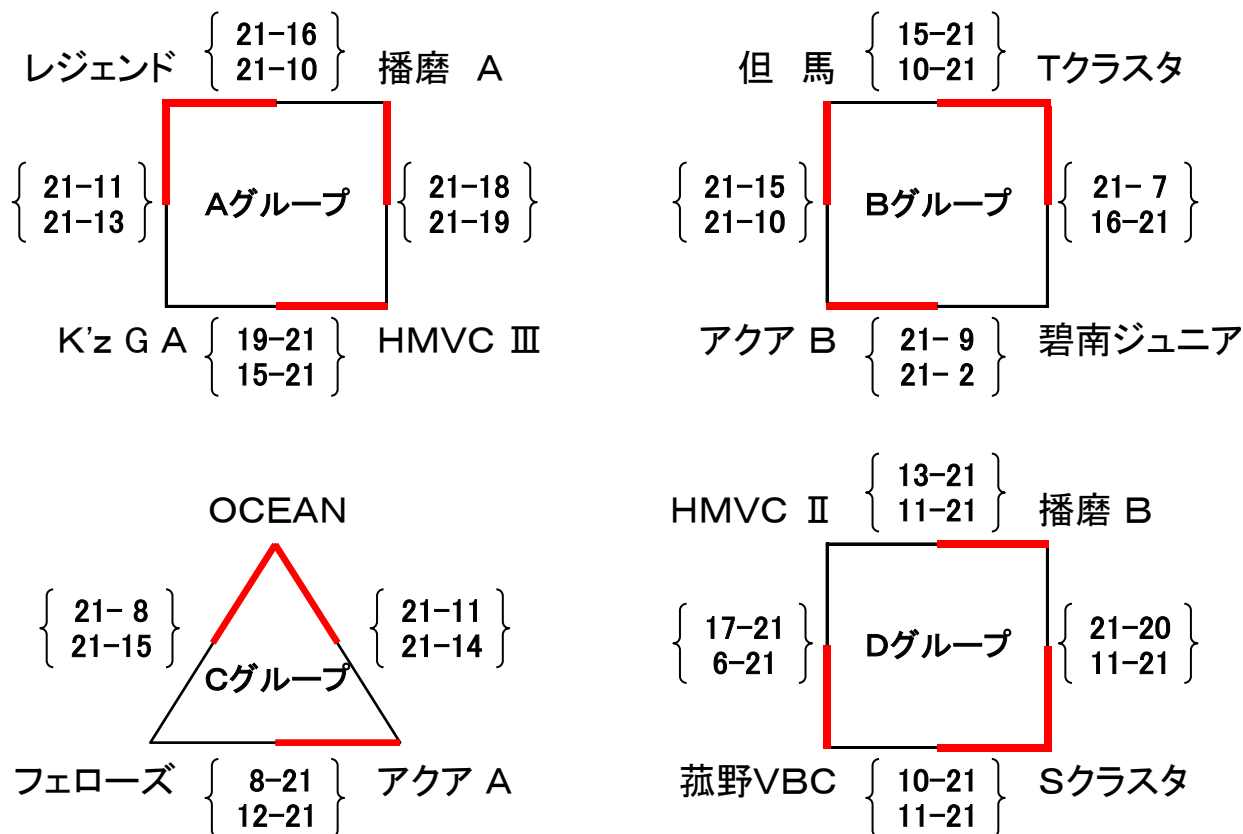 レジェンド
21-16
21-10
播磨 A
21-11
21-13
Aグループ
21-18
21-19
K'z G A
19-21
15-21
HMVC Ⅲ
但 馬
15-21
10-21
Tクラスタ
21-15
21-10
Bグループ
21- 7
16-21
アクア B
21- 9
21- 2
碧南ジュニア
OCEAN
21- 8
21-15
21-11
21-14
Cグループ
フェローズ
8-21
12-21
アクア A
HMVC Ⅱ
13-21
11-21
播磨 B
17-21
6-21
Dグループ
21-20
11-21
菰野VBC
10-21
11-21
Sクラスタ